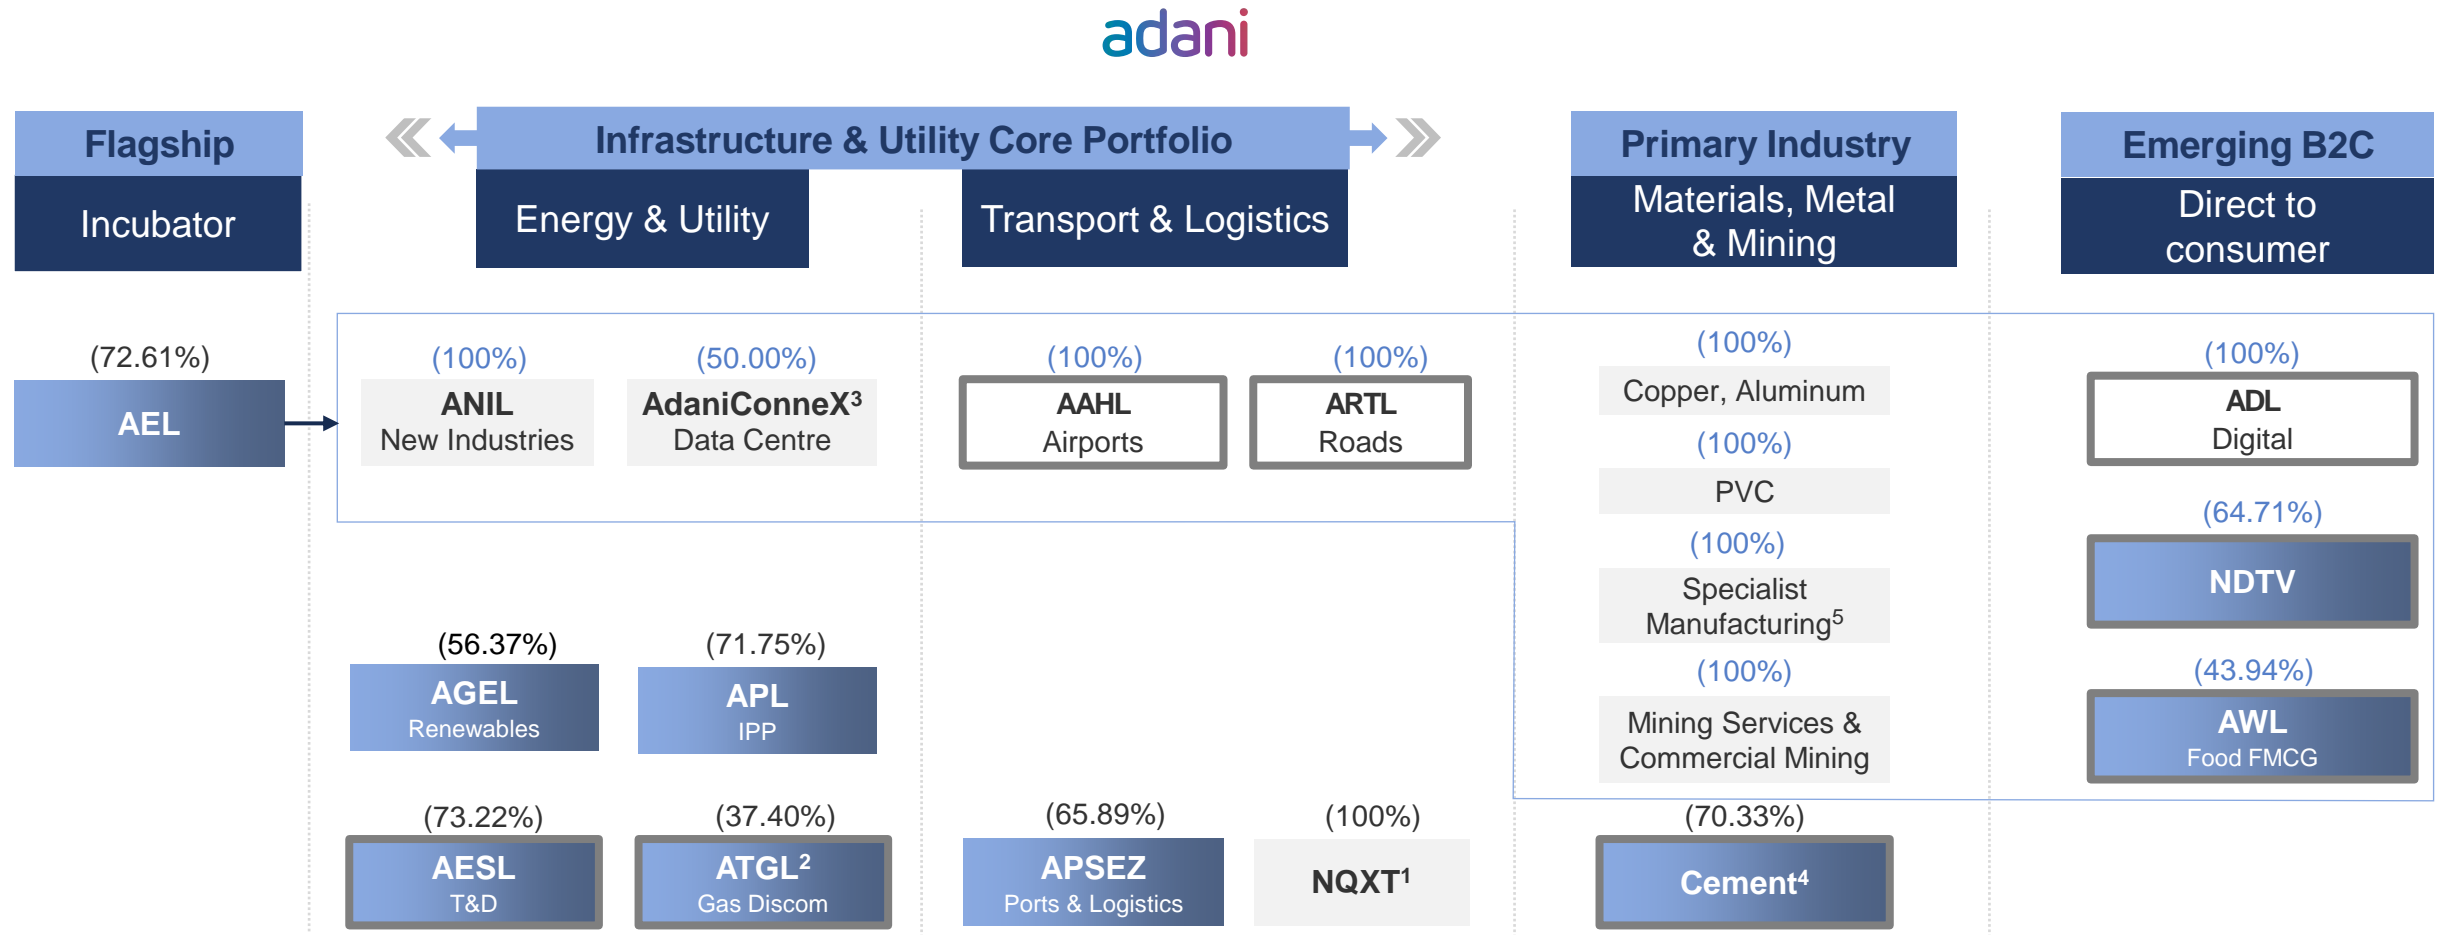 adani
Flagship
Incubator
Infrastructure & Utility Core Portfolio
Energy & Utility
Transport & Logistics
Primary Industry
Materials, Metal
& Mining
Emerging B2C
Direct to
consumer
(72.61%)
AEL
(100%)
ANIL
New Industries
(50.00%)
AdaniConneX³
Data Centre
(100%)
AAHL
Airports
(100%)
ARTL
Roads
(100%)
Copper, Aluminum
(100%)
PVC
(100%)
Specialist
Manufacturing⁵
(100%)
Mining Services &
Commercial Mining
(100%)
ADL
Digital
(64.71%)
NDTV
(43.94%)
AWL
Food FMCG
(56.37%)
AGEL
Renewables
(71.75%)
APL
IPP
(73.22%)
AESL
T&D
(37.40%)
ATGL²
Gas Discom
(65.89%)
APSEZ
Ports & Logistics
(100%)
NQXT¹
(70.33%)
Cement⁴